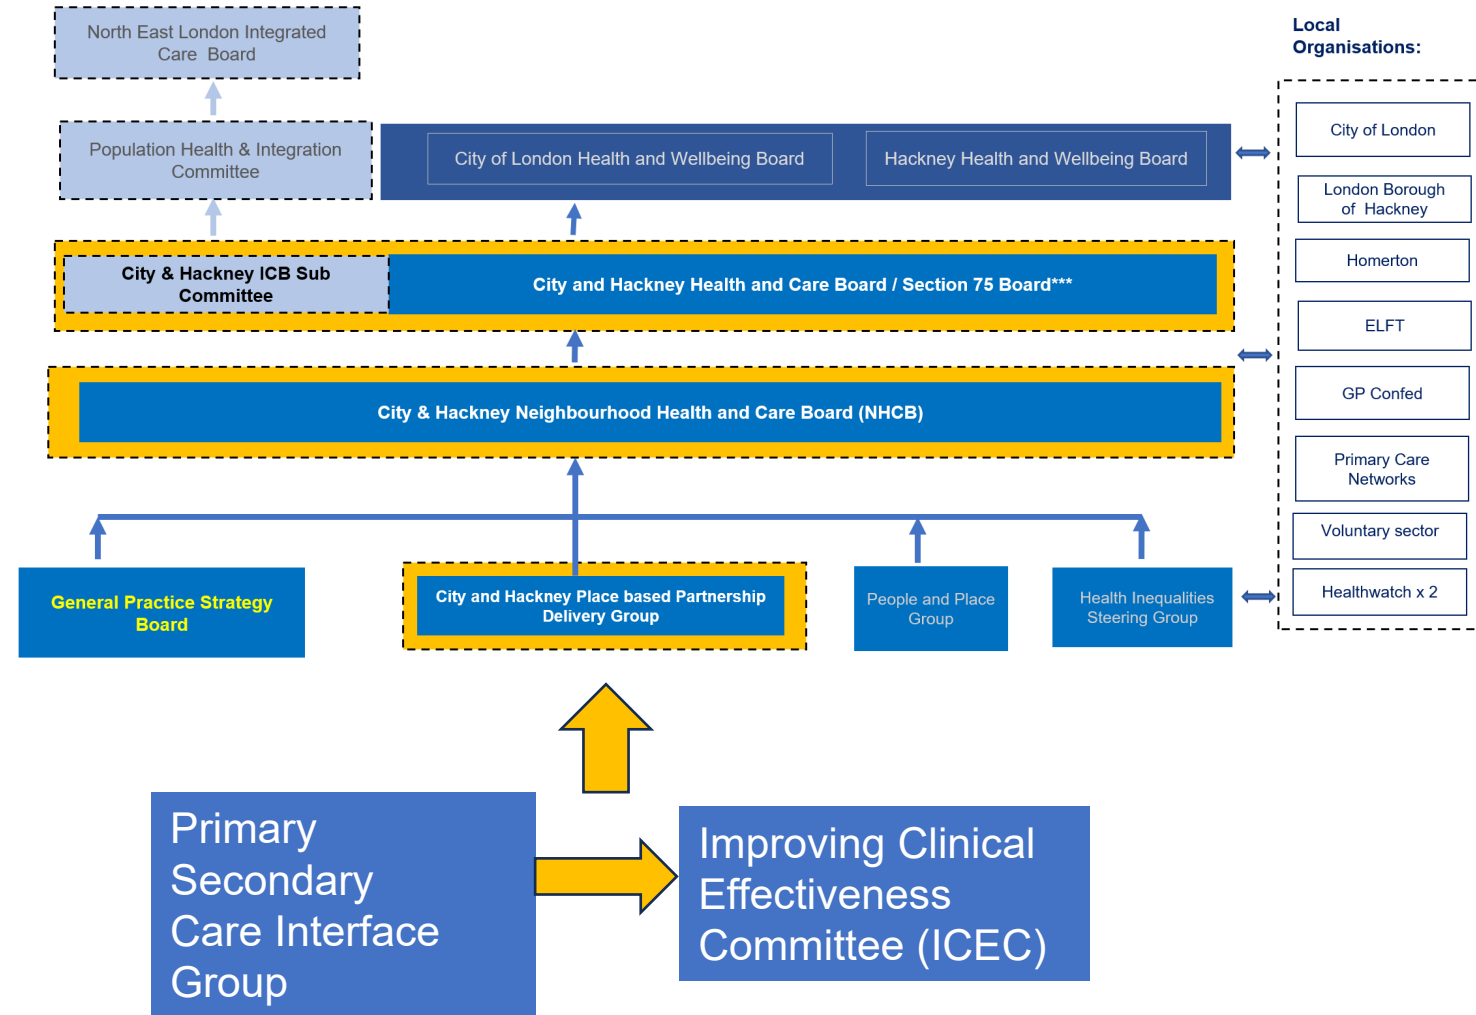 North East London Integrated
Care Board
Local
Organisations:
Population Health & Integration
Committee
City of London Health and Wellbeing Board
Hackney Health and Wellbeing Board
City & Hackney ICB Sub
Committee
City and Hackney Health and Care Board / Section 75 Board***
City & Hackney Neighbourhood Health and Care Board (NHCB)
General Practice Strategy
Board
City and Hackney Place based Partnership
Delivery Group
People and Place
Group
Health Inequalities
Steering Group
City of London
London Borough
of Hackney
Homerton
ELFT
GP Confed
Primary Care
Networks
Voluntary sector
Healthwatch x 2
Primary
Secondary
Care Interface
Group
Improving Clinical
Effectiveness
Committee (ICEC)